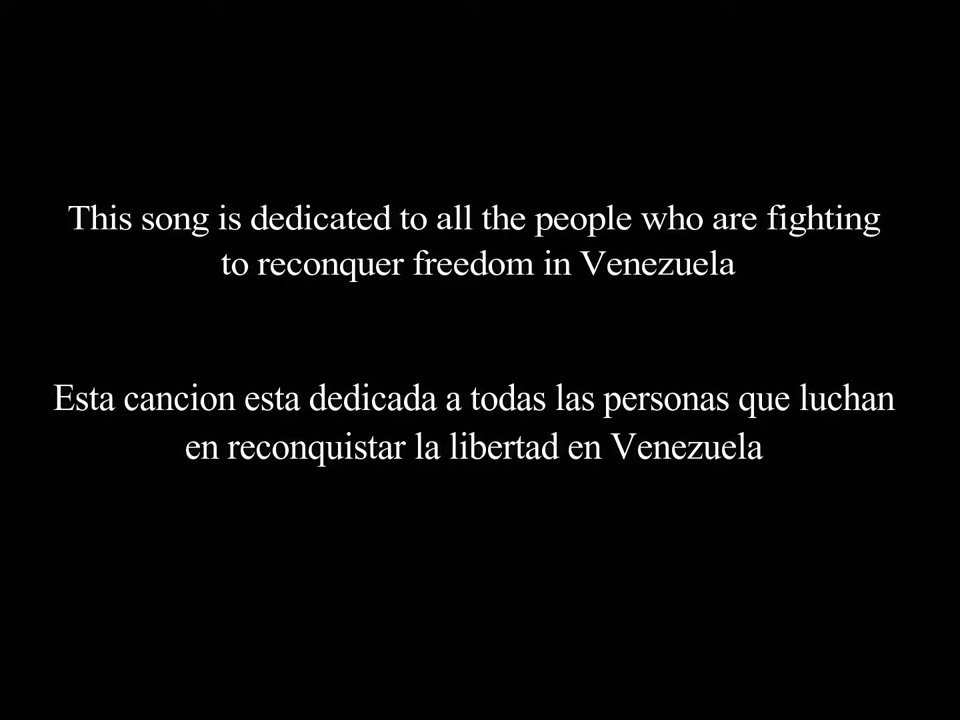 This song is dedicated to all the people who are fighting
to reconquer freedom in Venezuela
Esta cancion esta dedicada a todas las personas que luchan
en reconquistar la libertad en Venezuela